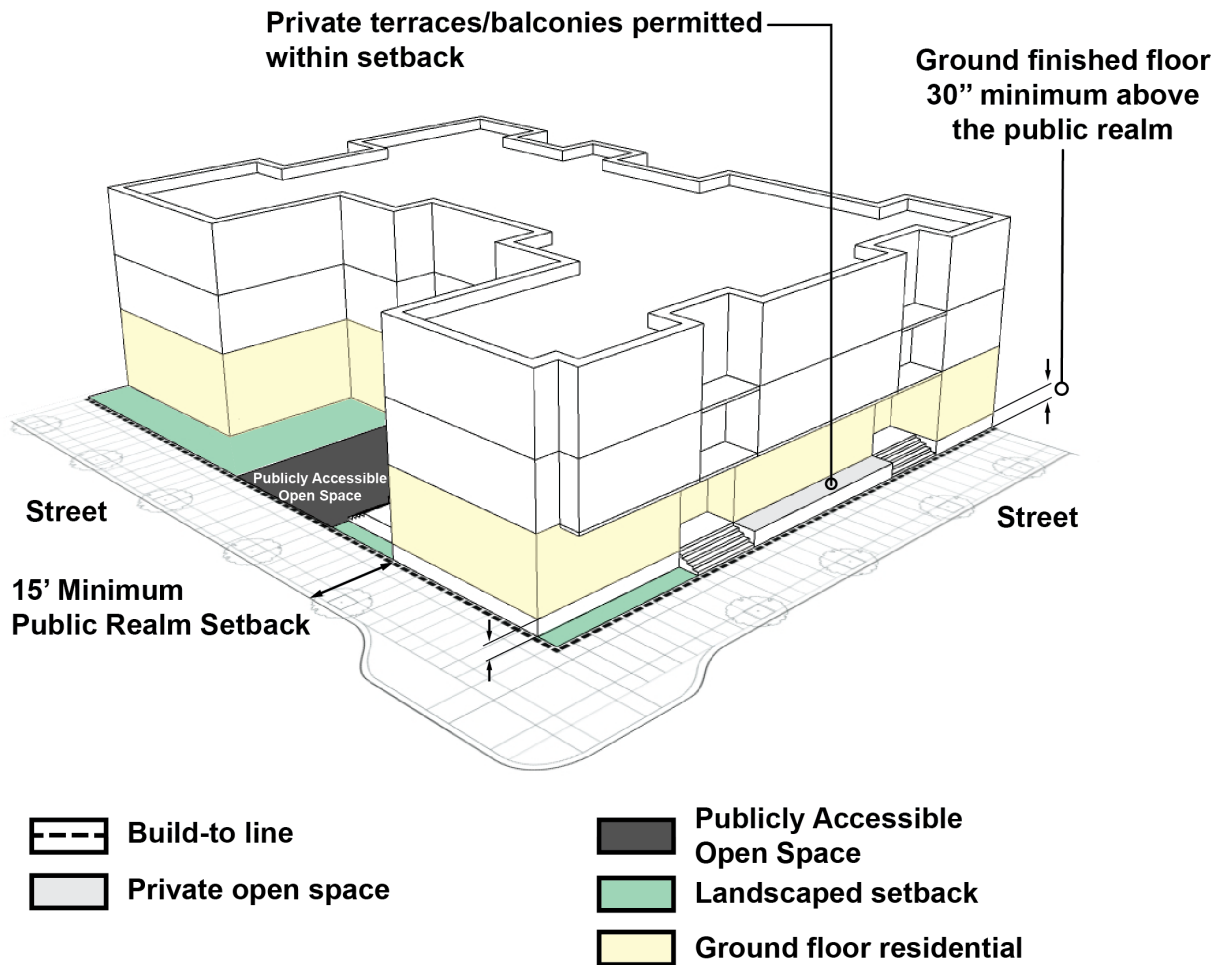 Private terraces/balconies permitted
within setback
Ground finished floor
30’’ minimum above
the public realm
Publicly Accessible
Open Space
Street
Street
15’ Minimum
Public Realm Setback
Build-to line
Private open space
Publicly Accessible
Open Space
Landscaped setback
Ground floor residential